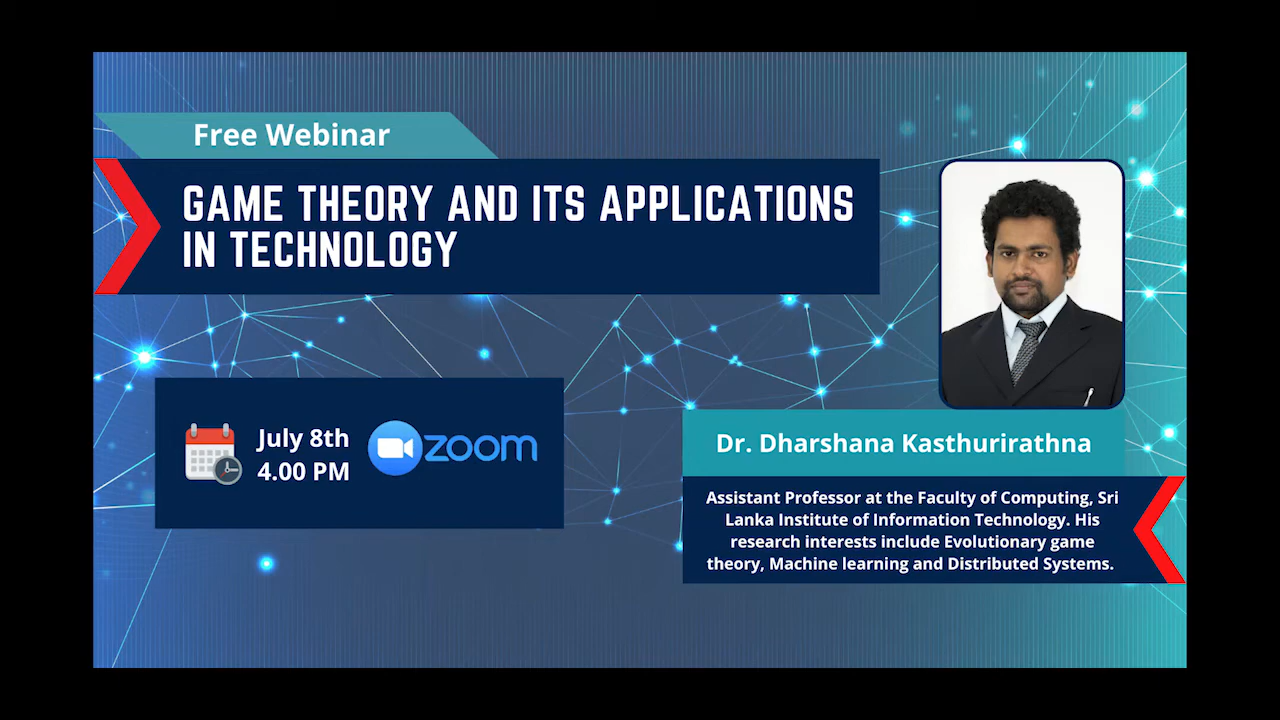 Free Webinar
GAME THEORY AND ITS APPLICATIONS
IN TECHNOLOGY
July 8th
4.00 PM
zoom
Dr. Dharshana Kasthurirathna
Assistant Professor at the Faculty of Computing, Sri
Lanka Institute of Information Technology. His
research interests include Evolutionary game
theory, Machine learning and Distributed Systems.